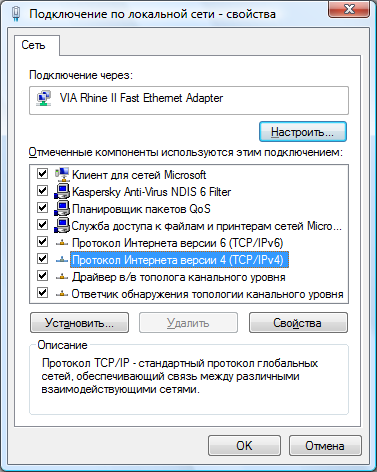 Подключение по локальной сети - свойства
Сеть
Подключение через:
VIA Rhine II Fast Ethernet Adapter
Настроить...
Отмеченные компоненты используются этим подключением:
Клиент для сетей Microsoft
Kaspersky Anti-Virus NDIS 6 Filter
Планировщик пакетов QoS
Служба доступа к файлам и принтерам сетей Micro...
Протокол Интернета версии 6 (TCP/IPv6)
Протокол Интернета версии 4 (TCP/IPv4)
Драйвер в/в тополога канального уровня
Ответчик обнаружения топологии канального уровня
Установить... Удалить Свойства
Описание
Протокол TCP/IP - стандартный протокол глобальных
сетей, обеспечивающий связь между различными
взаимодействующими сетями.
OK Отмена